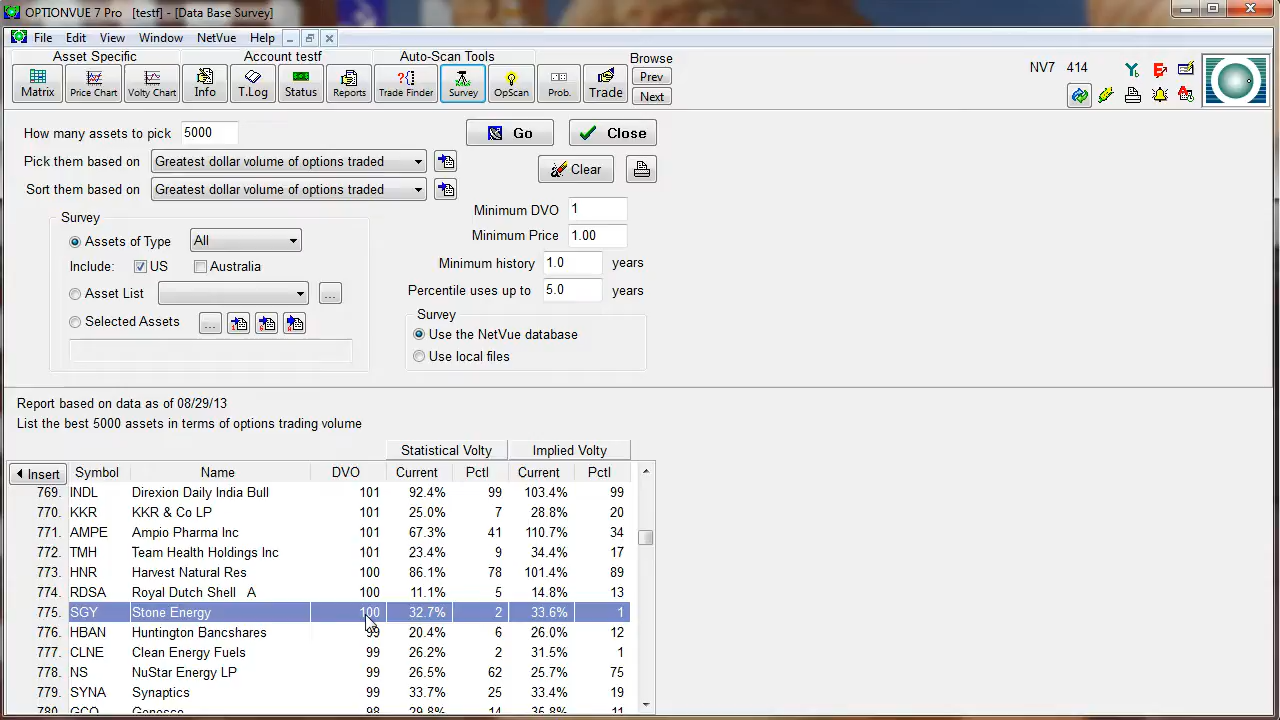 OPTIONVUE 7 Pro [testf] - [Data Base Survey]
File Edit View Window NetVue Help
Asset Specific Account testf Auto-Scan Tools Browse
Matrix Price Chart Volty Chart Info T.Log Status Reports Trade Finder Survey OpScan Prob. Trade Prev Next
NV7 414
How many assets to pick 5000 Go Close
Pick them based on Greatest dollar volume of options traded Clear
Sort them based on Greatest dollar volume of options traded
Survey
Assets of Type All
Include: US Australia
Asset List ...
Selected Assets ...
Minimum DVO 1
Minimum Price 1.00
Minimum history 1.0 years
Percentile uses up to 5.0 years
Survey
Use the NetVue database
Use local files
Report based on data as of 08/29/13
List the best 5000 assets in terms of options trading volume
Statistical Volty Implied Volty
Insert Symbol Name DVO Current Pctl Current Pctl
769. INDL Direxion Daily India Bull 101 92.4% 99 103.4% 99
770. KKR KKR & Co LP 101 25.0% 7 28.8% 20
771. AMPE Ampio Pharma Inc 101 67.3% 41 110.7% 34
772. TMH Team Health Holdings Inc 101 23.4% 9 34.4% 17
773. HNR Harvest Natural Res 100 86.1% 78 101.4% 89
774. RDSA Royal Dutch Shell A 100 11.1% 5 14.8% 13
775. SGY Stone Energy 100 32.7% 2 33.6% 1
776. HBAN Huntington Bancshares 99 20.4% 6 26.0% 12
777. CLNE Clean Energy Fuels 99 26.2% 2 31.5% 1
778. NS NuStar Energy LP 99 26.5% 62 25.7% 75
779. SYNA Synaptics 99 33.7% 25 33.4% 19
780. GCO Genesco 98 29.8% 14 35.8% 11